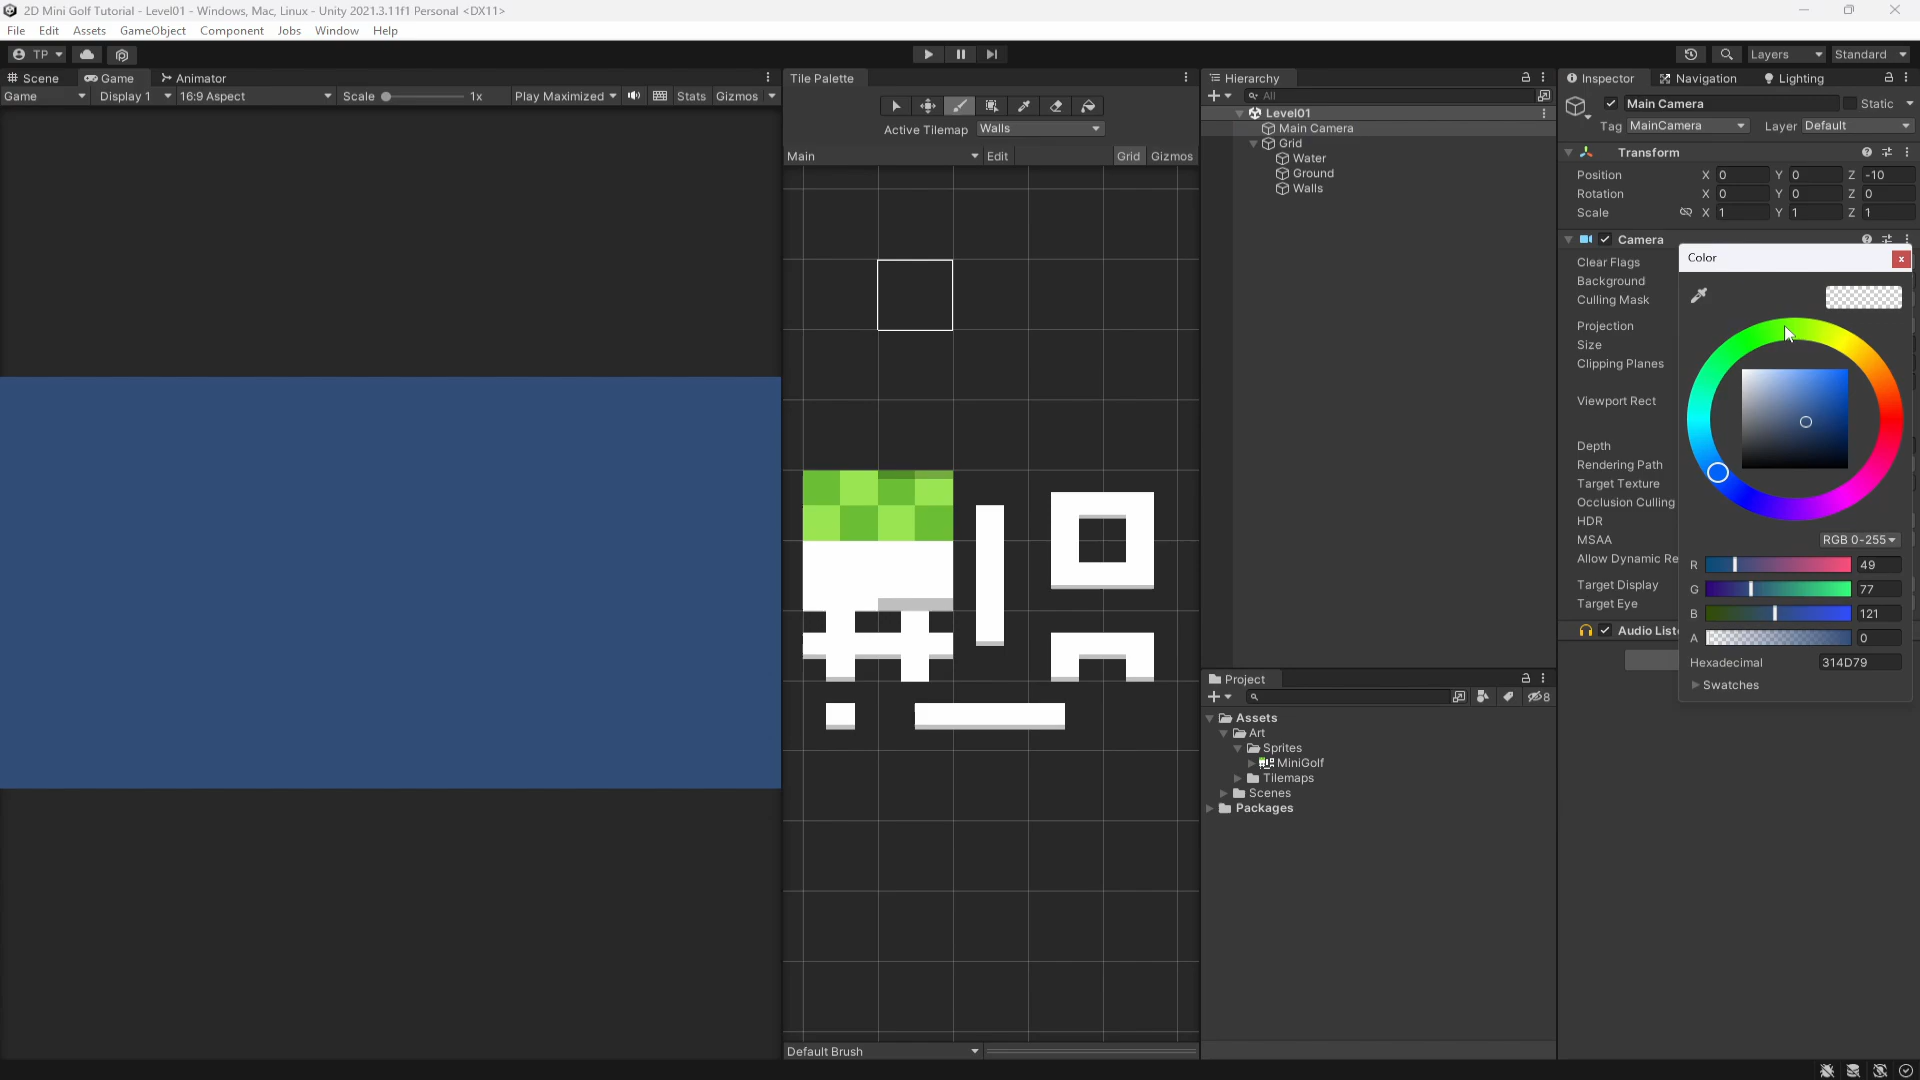 2D Mini Golf Tutorial - Level01 - Windows, Mac, Linux - Unity 2021.3.11f1 Personal <DX11>
File Edit Assets GameObject Component Jobs Window Help
TP Layers Standard
Scene Game Animator
Game Display 1 16:9 Aspect Scale 1x Play Maximized Stats Gizmos
Tile Palette
Active Tilemap Walls
Main Edit Grid Gizmos
Default Brush
Hierarchy
All
Level01
Main Camera
Grid
Water
Ground
Walls
Project
8
Assets
Art
Sprites
MiniGolf
Tilemaps
Scenes
Packages
Inspector Navigation Lighting
Main Camera Static
Tag MainCamera Layer Default
Transform
Position X 0 Y 0 Z -10
Rotation X 0 Y 0 Z 0
Scale X 1 Y 1 Z 1
Camera
Clear Flags
Background
Culling Mask
Projection
Size
Clipping Planes
Viewport Rect
Depth
Rendering Path
Target Texture
Occlusion Culling
HDR
MSAA
Allow Dynamic Re
Target Display
Target Eye
Audio List
Color x
RGB 0-255
R 49
G 77
B 121
A 0
Hexadecimal 314D79
Swatches